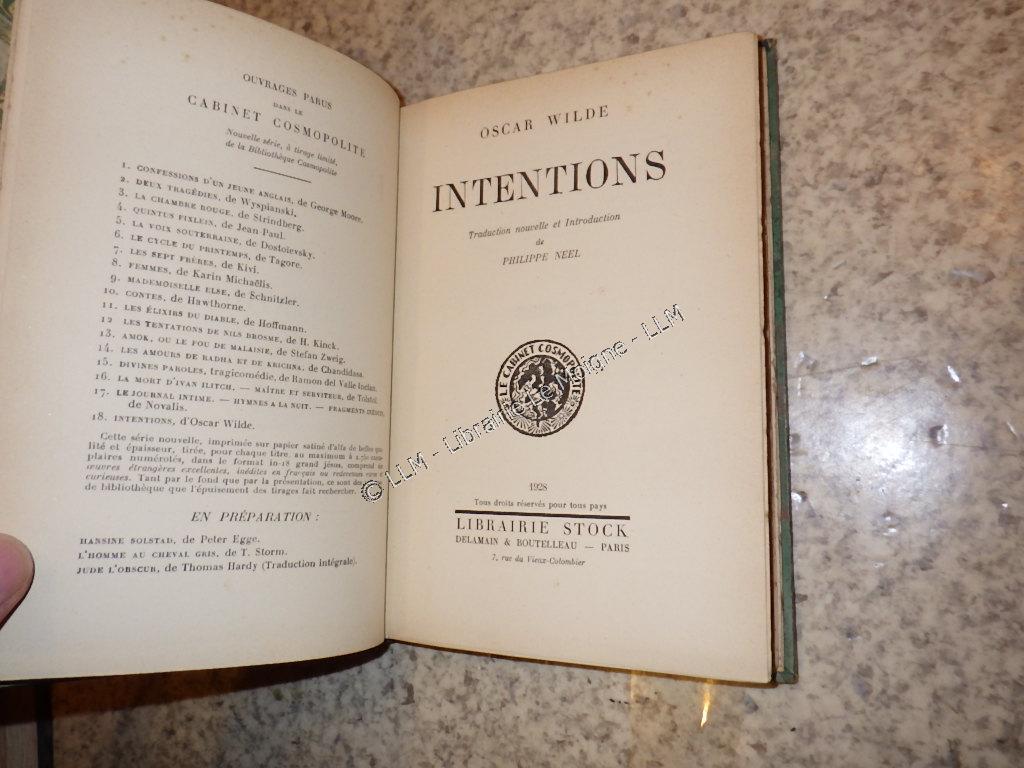 OUVRAGES PARUS
DANS LE
CABINET COSMOPOLITE
Nouvelle série, à tirage limité,
de la Bibliothèque Cosmopolite
1. CONFESSIONS D'UN JEUNE ANGLAIS, de George Moore.
2. DEUX TRAGÉDIES, de Wyspianski.
3. LA CHAMBRE ROUGE, de Strindberg.
4. QUINTUS FIXLEIN, de Jean Paul.
5. LA VOIX SOUTERRAINE, de Dostoïevsky.
6. LE CYCLE DU PRINTEMPS, de Tagore.
7. LES SEPT FRÈRES, de Kivi.
8. FEMMES, de Karin Michaëlis.
9. MADEMOISELLE ELSE, de Schnitzler.
10. CONTES, de Hawthorne.
11. LES ÉLIXIRS DU DIABLE, de Hoffmann.
12 LES TENTATIONS DE NILS BROSME, de H. Kinck.
13. AMOK, OU LE FOU DE MALAISIE, de Stefan Zweig.
14. LES AMOURS DE RADHA ET DE KRICHNA, de Chandidasa.
15. DIVINES PAROLES, tragicomédie, de Ramon del Valle Inclan.
16. LA MORT D'IVAN ILITCH. — MAÎTRE ET SERVITEUR, de Tolstoï.
17. LE JOURNAL INTIME. — HYMNES A LA NUIT. — FRAGMENTS INÉDITS,
de Novalis.
18. INTENTIONS, d'Oscar Wilde.
Cette série nouvelle, imprimée sur papier satiné d'alfa de belle
lité et épaisseur, tirée, pour chaque titre, au maximum à
plaires numérotés, dans le format in-18 grand jésus, comprend
œuvres étrangères excellentes, inédites en français ou
curieuses. Tant par le fond que par la présentation, ce sont des
de bibliothèque que l'épuisement des tirages fait rechercher.
EN PRÉPARATION :
HANSINE SOLSTAD, de Peter Egge.
L'HOMME AU CHEVAL GRIS, de T. Storm.
JUDE L'OBSCUR, de Thomas Hardy (Traduction intégrale).
OSCAR WILDE
INTENTIONS
Traduction nouvelle et Introduction
de
PHILIPPE NEEL
LE CABINET COSMOPOLITE
1928
Tous droits réservés pour tous pays
LIBRAIRIE STOCK
DELAMAIN & BOUTELLEAU — PARIS
7, rue du Vieux-Colombier
© LLM - Librairie - LLM